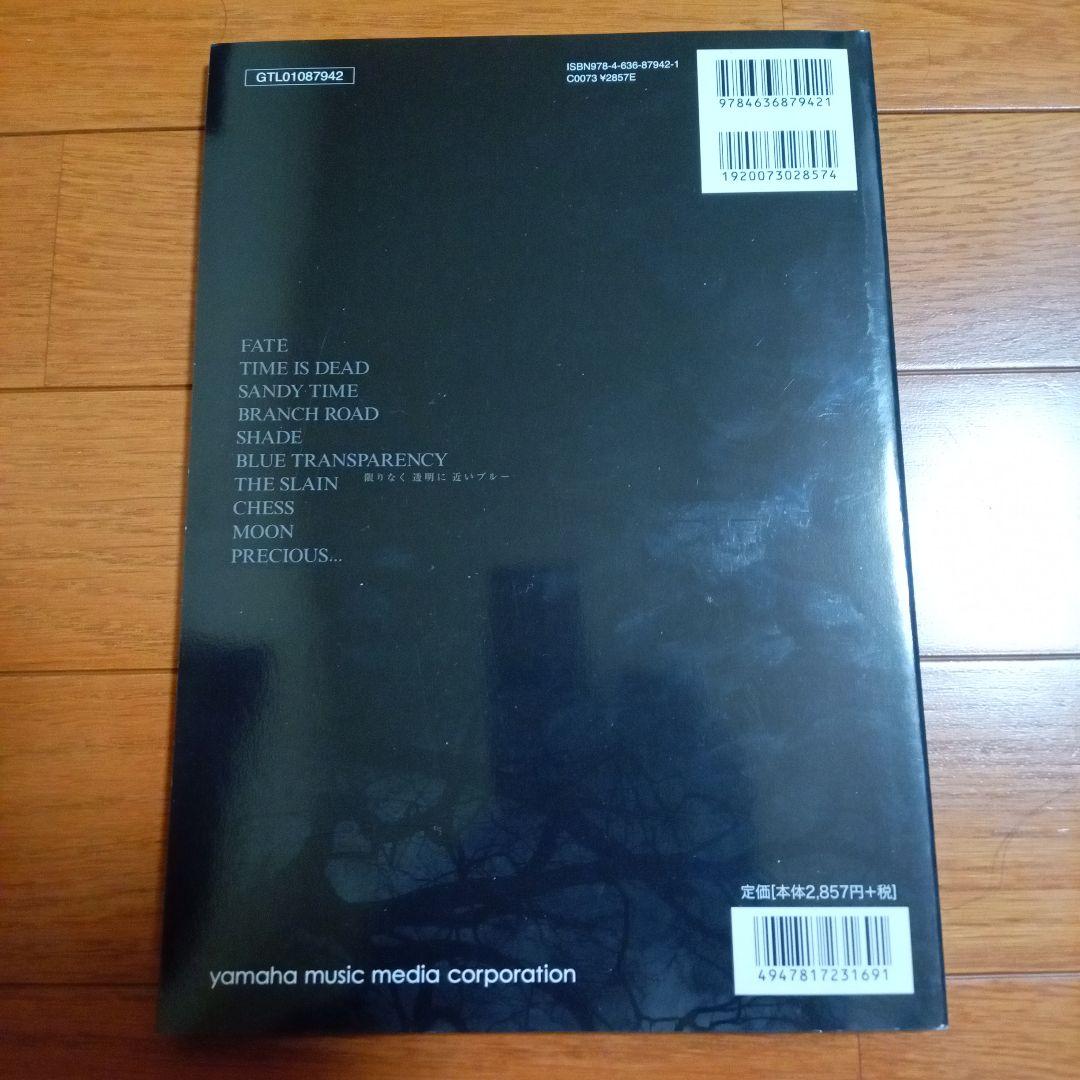 GTL01087942
ISBN978-4-636-87942-1
C0073 ¥2857E
9784636879421
1920073028574
FATE
TIME IS DEAD
SANDY TIME
BRANCH ROAD
SHADE
BLUE TRANSPARENCY
限りなく 透明に 近いブルー
THE SLAIN
CHESS
MOON
PRECIOUS...
定価[本体2,857円+税]
4947817231691
yamaha music media corporation